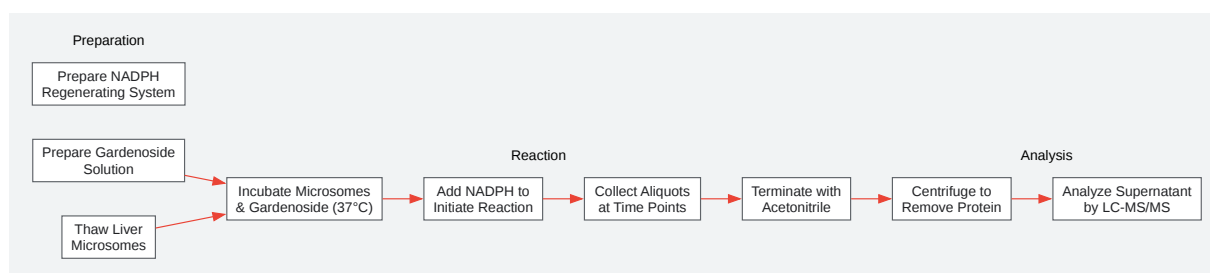 Preparation
Prepare NADPH
Regenerating System
Prepare Gardenoside
Solution
Thaw Liver
Microsomes
Reaction
Incubate Microsomes
& Gardenoside (37°C)
Add NADPH to
Initiate Reaction
Collect Aliquots
at Time Points
Terminate with
Acetonitrile
Analysis
Centrifuge to
Remove Protein
Analyze Supernatant
by LC-MS/MS